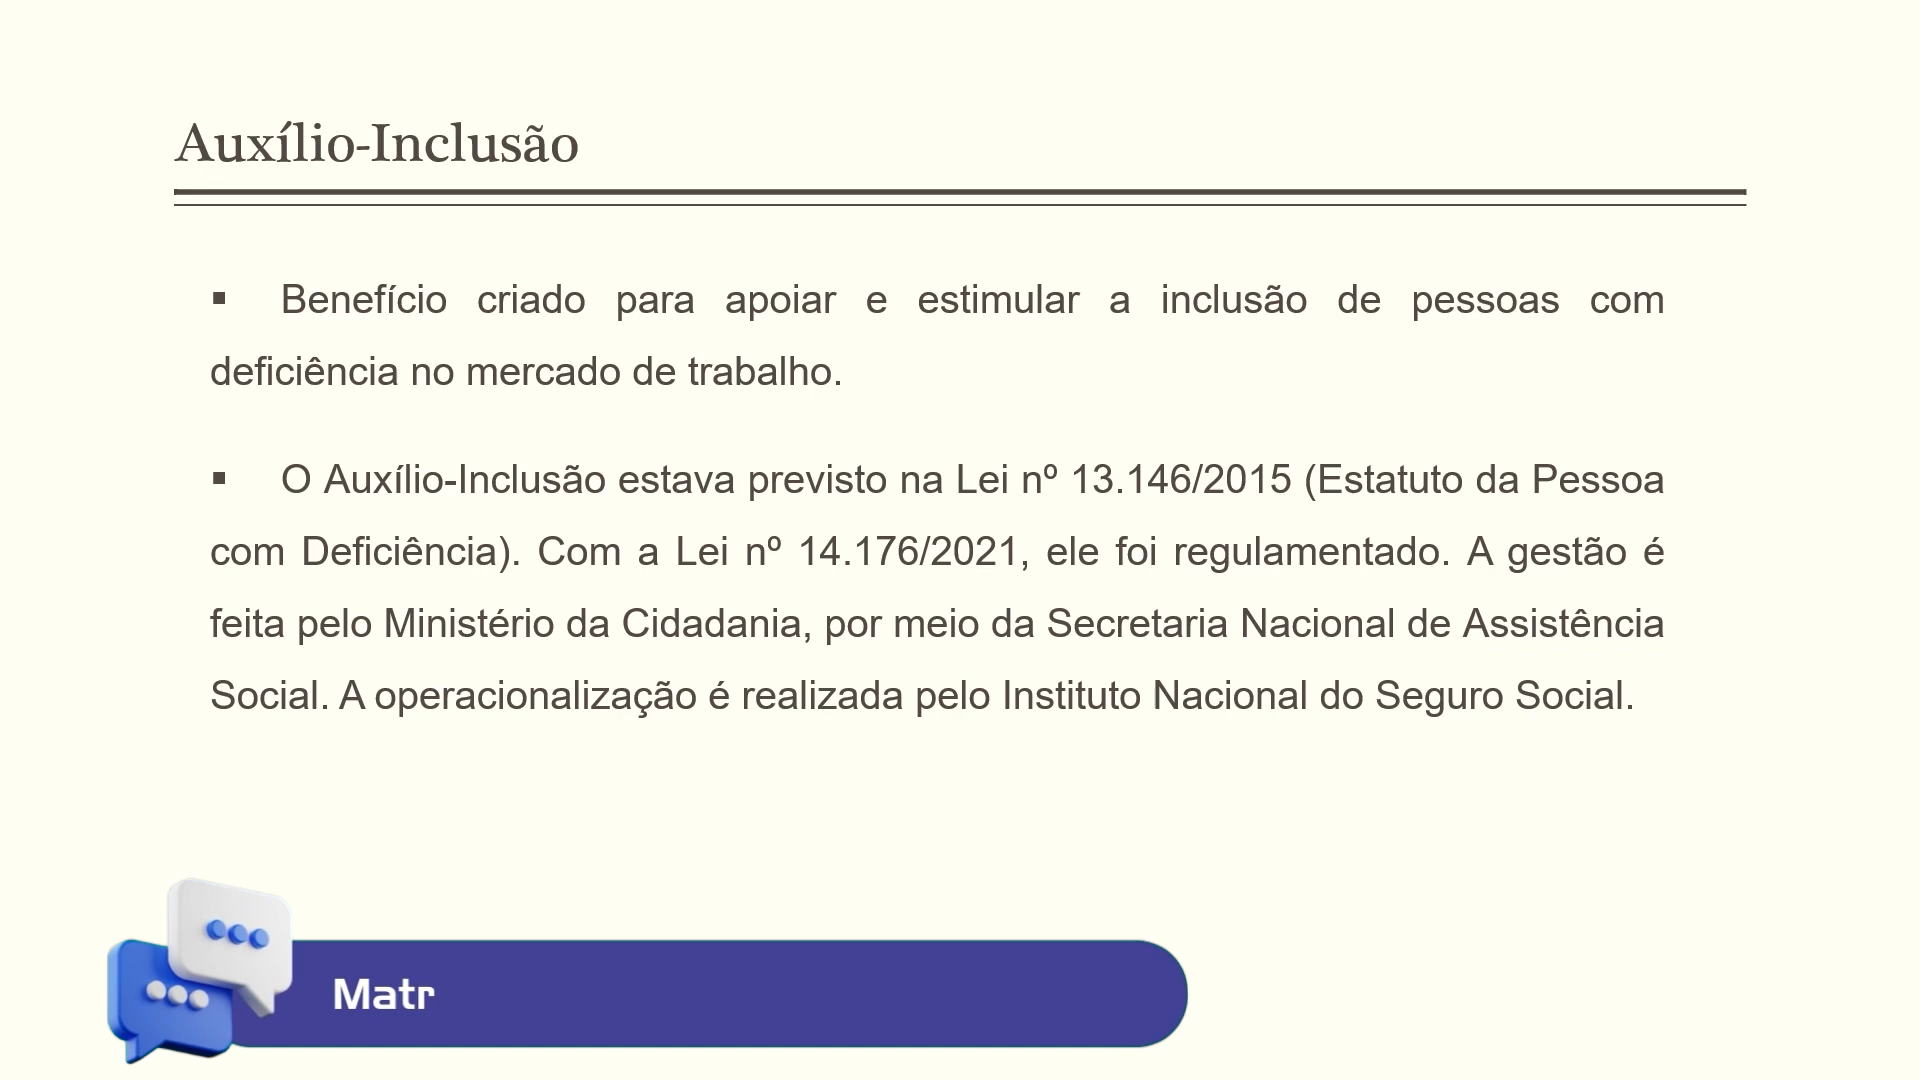 Auxílio-Inclusão
▪ Benefício criado para apoiar e estimular a inclusão de pessoas com
deficiência no mercado de trabalho.
▪ O Auxílio-Inclusão estava previsto na Lei nº 13.146/2015 (Estatuto da Pessoa
com Deficiência). Com a Lei nº 14.176/2021, ele foi regulamentado. A gestão é
feita pelo Ministério da Cidadania, por meio da Secretaria Nacional de Assistência
Social. A operacionalização é realizada pelo Instituto Nacional do Seguro Social.
Matr